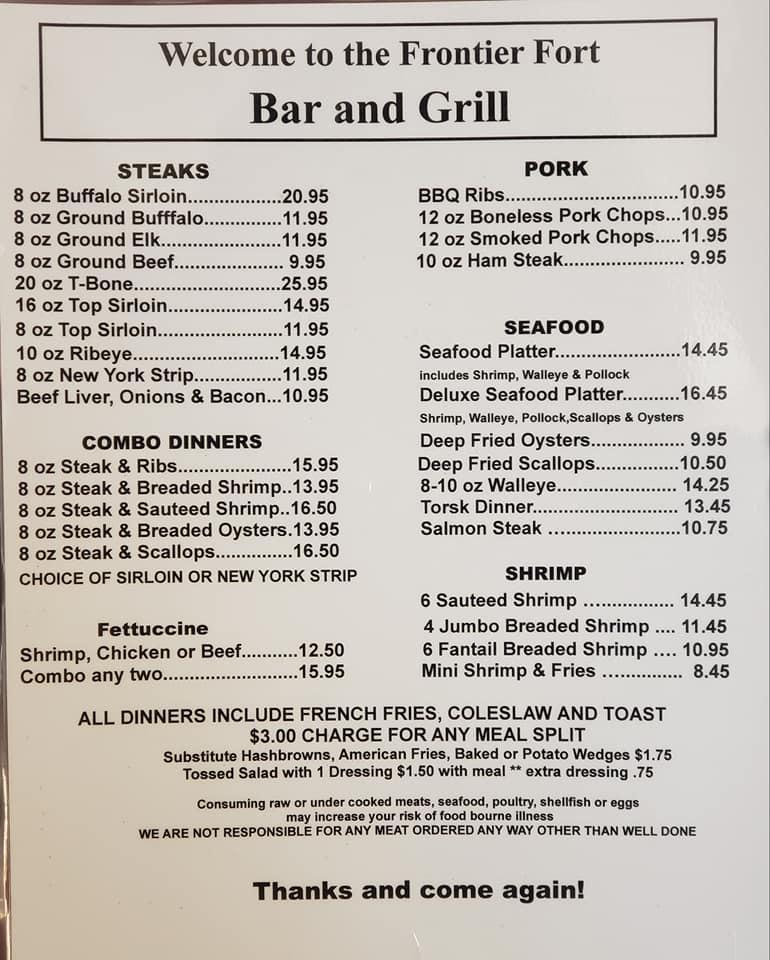 Welcome to the Frontier Fort
Bar and Grill
STEAKS
8 oz Buffalo Sirloin.................20.95
8 oz Ground Bufffalo..............11.95
8 oz Ground Elk......................11.95
8 oz Ground Beef.................... 9.95
20 oz T-Bone...........................25.95
16 oz Top Sirloin.....................14.95
8 oz Top Sirloin.......................11.95
10 oz Ribeye...........................14.95
8 oz New York Strip................11.95
Beef Liver, Onions & Bacon...10.95
COMBO DINNERS
8 oz Steak & Ribs.....................15.95
8 oz Steak & Breaded Shrimp..13.95
8 oz Steak & Sauteed Shrimp..16.50
8 oz Steak & Breaded Oysters.13.95
8 oz Steak & Scallops..............16.50
CHOICE OF SIRLOIN OR NEW YORK STRIP
Fettuccine
Shrimp, Chicken or Beef..........12.50
Combo any two.........................15.95
PORK
BBQ Ribs................................10.95
12 oz Boneless Pork Chops...10.95
12 oz Smoked Pork Chops.....11.95
10 oz Ham Steak...................... 9.95
SEAFOOD
Seafood Platter.......................14.45
includes Shrimp, Walleye & Pollock
Deluxe Seafood Platter..........16.45
Shrimp, Walleye, Pollock,Scallops & Oysters
Deep Fried Oysters................. 9.95
Deep Fried Scallops...............10.50
8-10 oz Walleye...................... 14.25
Torsk Dinner.......................... 13.45
Salmon Steak ........................10.75
SHRIMP
6 Sauteed Shrimp ................. 14.45
4 Jumbo Breaded Shrimp .... 11.45
6 Fantail Breaded Shrimp .... 10.95
Mini Shrimp & Fries ............... 8.45
ALL DINNERS INCLUDE FRENCH FRIES, COLESLAW AND TOAST
$3.00 CHARGE FOR ANY MEAL SPLIT
Substitute Hashbrowns, American Fries, Baked or Potato Wedges $1.75
Tossed Salad with 1 Dressing $1.50 with meal ** extra dressing .75
Consuming raw or under cooked meats, seafood, poultry, shellfish or eggs
may increase your risk of food bourne illness
WE ARE NOT RESPONSIBLE FOR ANY MEAT ORDERED ANY WAY OTHER THAN WELL DONE
Thanks and come again!